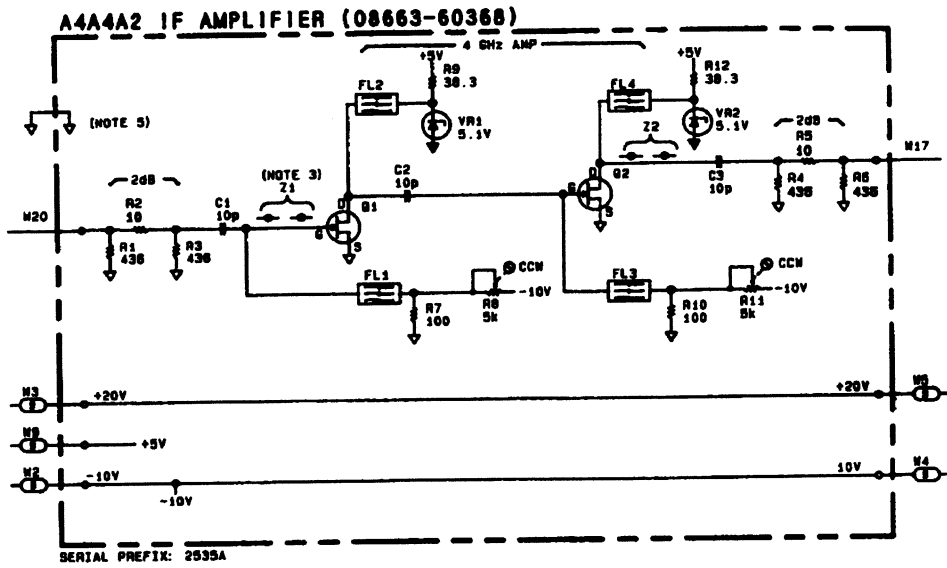 A4A4A2 IF AMPLIFIER (08663-60368)
4 GHz AMP
+5V
R9
38.3
FL2
VR1
5.1V
+5V
R12
38.3
FL4
VR2
5.1V
(NOTE 5)
2dB
R5
10
W17
Z2
(NOTE 3)
Z1
2dB
R2
10
C1
10p
W20
R1
436
R3
436
D
Q1
G
S
C2
10p
D
Q2
G
S
C3
10p
R4
436
R6
436
FL1
R7
100
R8
5k
CCW
-10V
FL3
R10
100
R11
5k
CCW
-10V
W3
+20V
+20V
W5
W9
+5V
W2
-10V
-10V
10V
W4
SERIAL PREFIX: 2535A